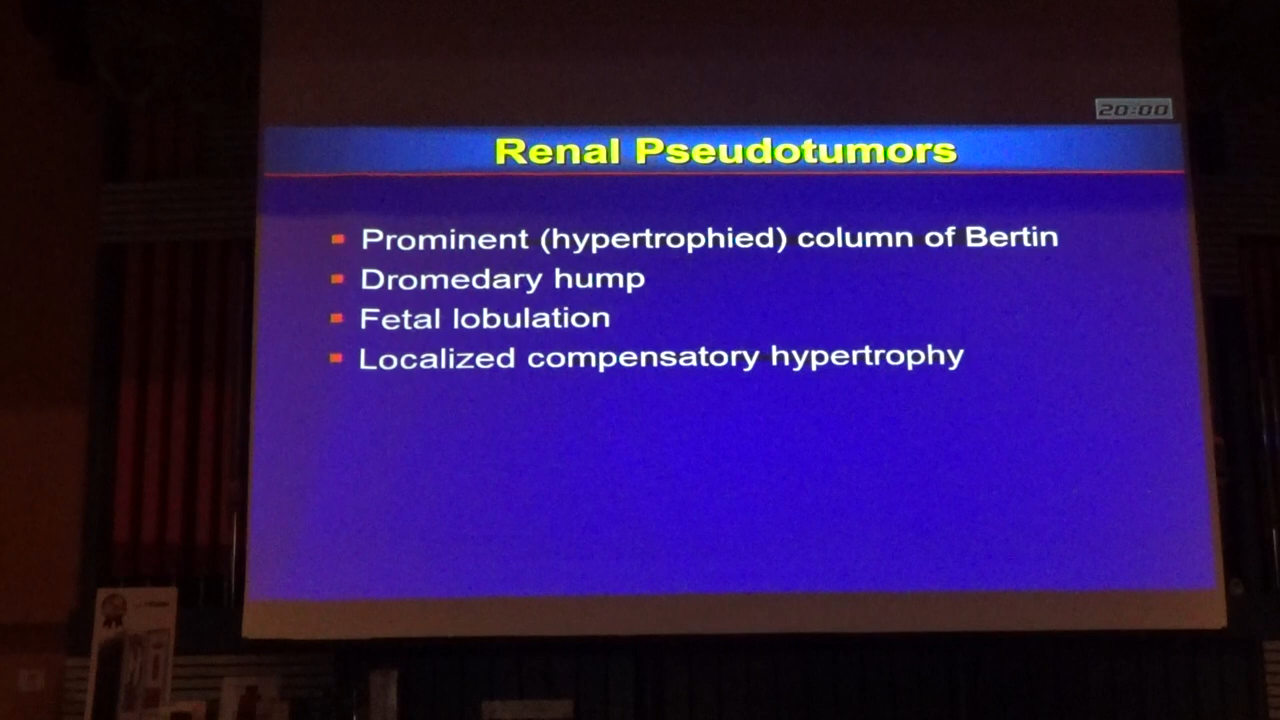 20:00
Renal Pseudotumors
Prominent (hypertrophied) column of Bertin
Dromedary hump
Fetal lobulation
Localized compensatory hypertrophy